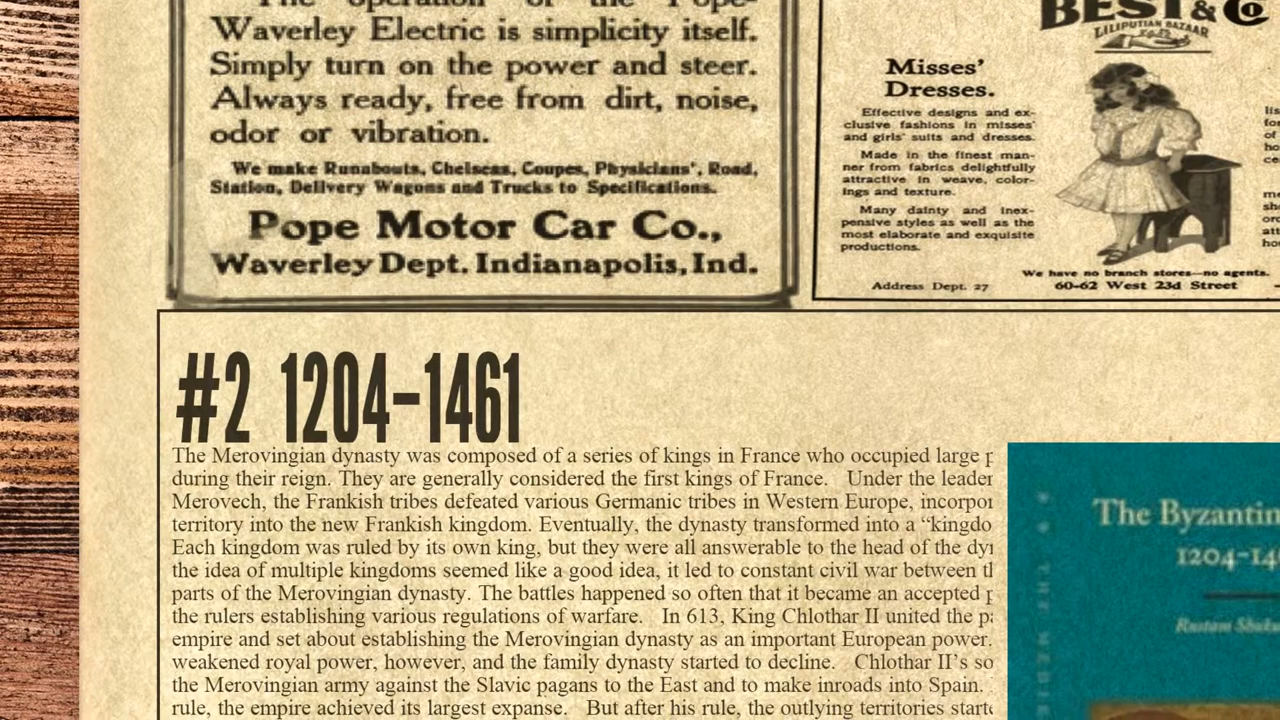 The operation of the Pope-
Waverley Electric is simplicity itself.
Simply turn on the power and steer.
Always ready, free from dirt, noise,
odor or vibration.
We make Runabouts, Chelseas, Coupes, Physicians', Road,
Station, Delivery Wagons and Trucks to Specifications.
Pope Motor Car Co.,
Waverley Dept. Indianapolis, Ind.
BEST & Co
LILIPUTIAN BAZAAR
Misses'
Dresses.
Effective designs and ex-
clusive fashions in misses'
and girls' suits and dresses.
Made in the finest man-
ner from fabrics delightfully
attractive in weave, color-
ings and texture.
Many dainty and inex-
pensive styles as well as the
most elaborate and exquisite
productions.
We have no branch stores—no agents.
Address Dept. 27
60-62 West 23d Street
#2 1204-1461
The Merovingian dynasty was composed of a series of kings in France who occupied large p
during their reign. They are generally considered the first kings of France. Under the leader
Merovech, the Frankish tribes defeated various Germanic tribes in Western Europe, incorpor
territory into the new Frankish kingdom. Eventually, the dynasty transformed into a “kingdo
Each kingdom was ruled by its own king, but they were all answerable to the head of the dy
the idea of multiple kingdoms seemed like a good idea, it led to constant civil war between t
parts of the Merovingian dynasty. The battles happened so often that it became an accepted p
the rulers establishing various regulations of warfare. In 613, King Chlothar II united the pa
empire and set about establishing the Merovingian dynasty as an important European power.
weakened royal power, however, and the family dynasty started to decline. Chlothar II’s so
the Merovingian army against the Slavic pagans to the East and to make inroads into Spain.
rule, the empire achieved its largest expanse. But after his rule, the outlying territories starte
The Byzantin
1204-14
Rustam Shuku